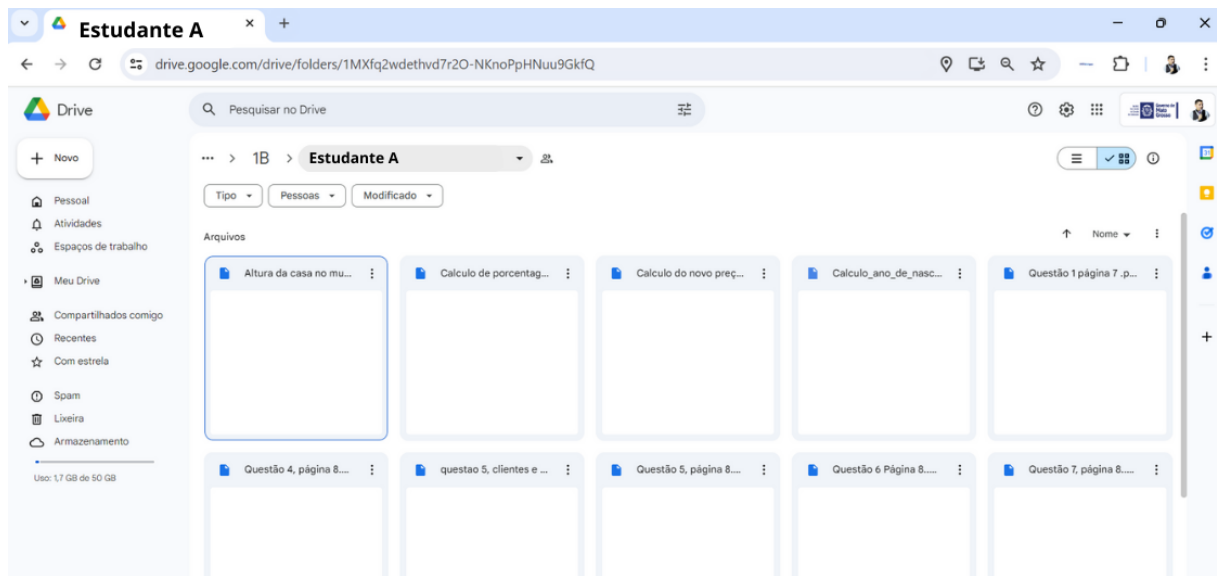 Estudante A
drive.google.com/drive/folders/1MXfq2wdethvd7r2O-NKnoPpHNuu9GkfQ
Drive
Pesquisar no Drive
Novo
1B > Estudante A
Tipo
Pessoas
Modificado
Pessoal
Atividades
Espaços de trabalho
Meu Drive
Compartilhados comigo
Recentes
Com estrela
Spam
Lixeira
Armazenamento
Uso: 1,7 GB de 50 GB
Arquivos
Nome
Altura da casa no mu...
Calculo de porcentag...
Calculo do novo preç...
Calculo_ano_de_nasc...
Questão 1 página 7 .p...
Questão 4, página 8....
questao 5, clientes e ...
Questão 5, página 8....
Questão 6 Página 8.....
Questão 7, página 8.....